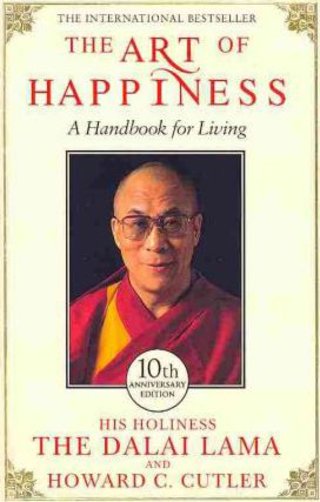 THE INTERNATIONAL BESTSELLER
THE ART OF
HAPPINESS
A Handbook for Living
10th
ANNIVERSARY
EDITION
HIS HOLINESS
THE DALAI LAMA
AND
HOWARD C. CUTLER